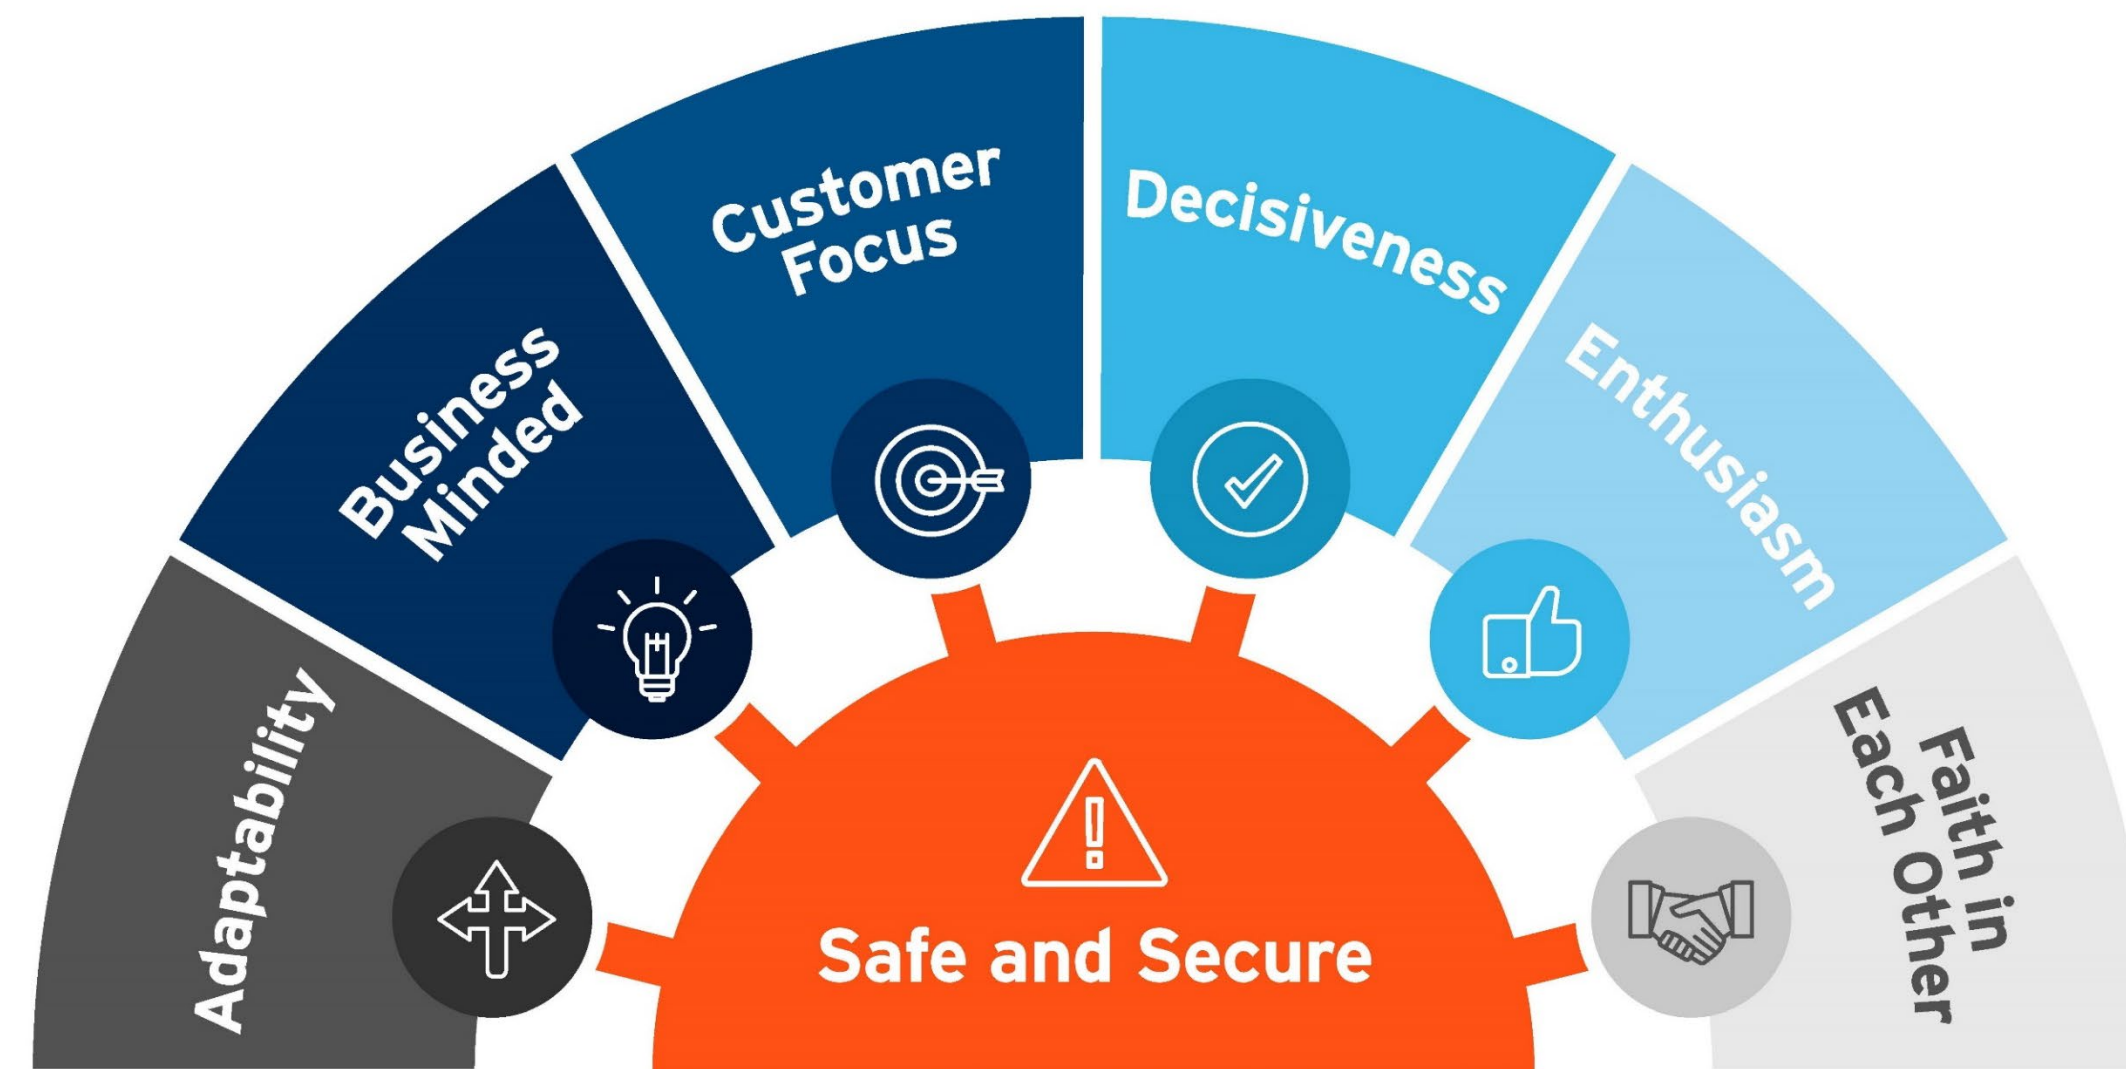 Adaptability
Business
Minded
Customer
Focus
Decisiveness
Enthusiasm
Faith in
Each Other
Safe and Secure